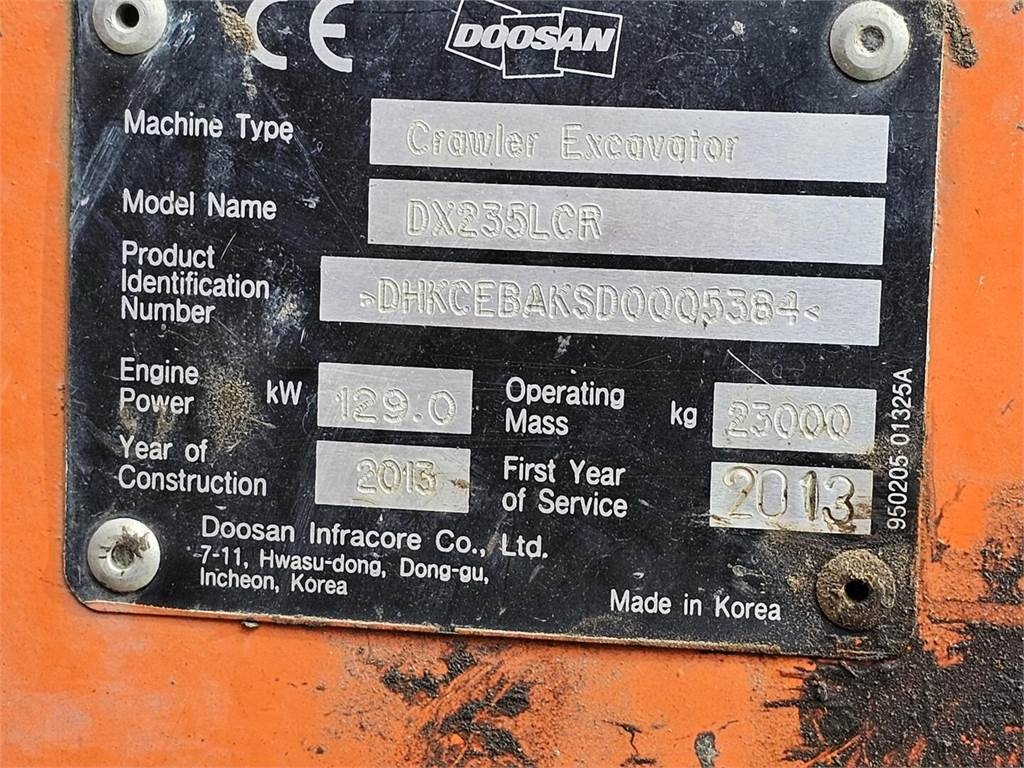 CE DOOSAN
Machine Type Crawler Excavator
Model Name DX235LCR
Product
Identification
Number »DHKCEBAKSD0005384«
Engine
Power kW 129.0
Operating
Mass kg 23000
Year of
Construction 2013
First Year
of Service 2013
Doosan Infracore Co., Ltd.
7-11, Hwasu-dong, Dong-gu,
Incheon, Korea
Made in Korea
950205-01325A